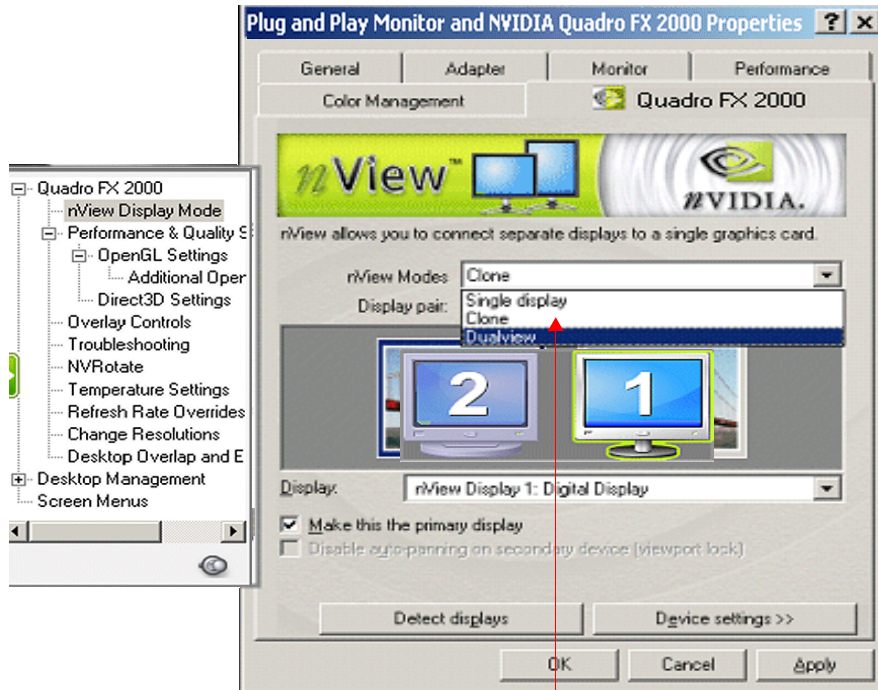 Plug and Play Monitor and NVIDIA Quadro FX 2000 Properties
General Adapter Monitor Performance
Color Management Quadro FX 2000
nView™ nVIDIA.
nView allows you to connect separate displays to a single graphics card.
nView Modes Clone
Display pair: Single display
Clone
Dualview
2 1
Display: nView Display 1: Digital Display
Make this the primary display
Disable auto-panning on secondary device (viewport lock)
Detect displays Device settings >>
OK Cancel Apply
Quadro FX 2000
nView Display Mode
Performance & Quality S
OpenGL Settings
Additional Oper
Direct3D Settings
Overlay Controls
Troubleshooting
NVRotate
Temperature Settings
Refresh Rate Overrides
Change Resolutions
Desktop Overlap and E
Desktop Management
Screen Menus